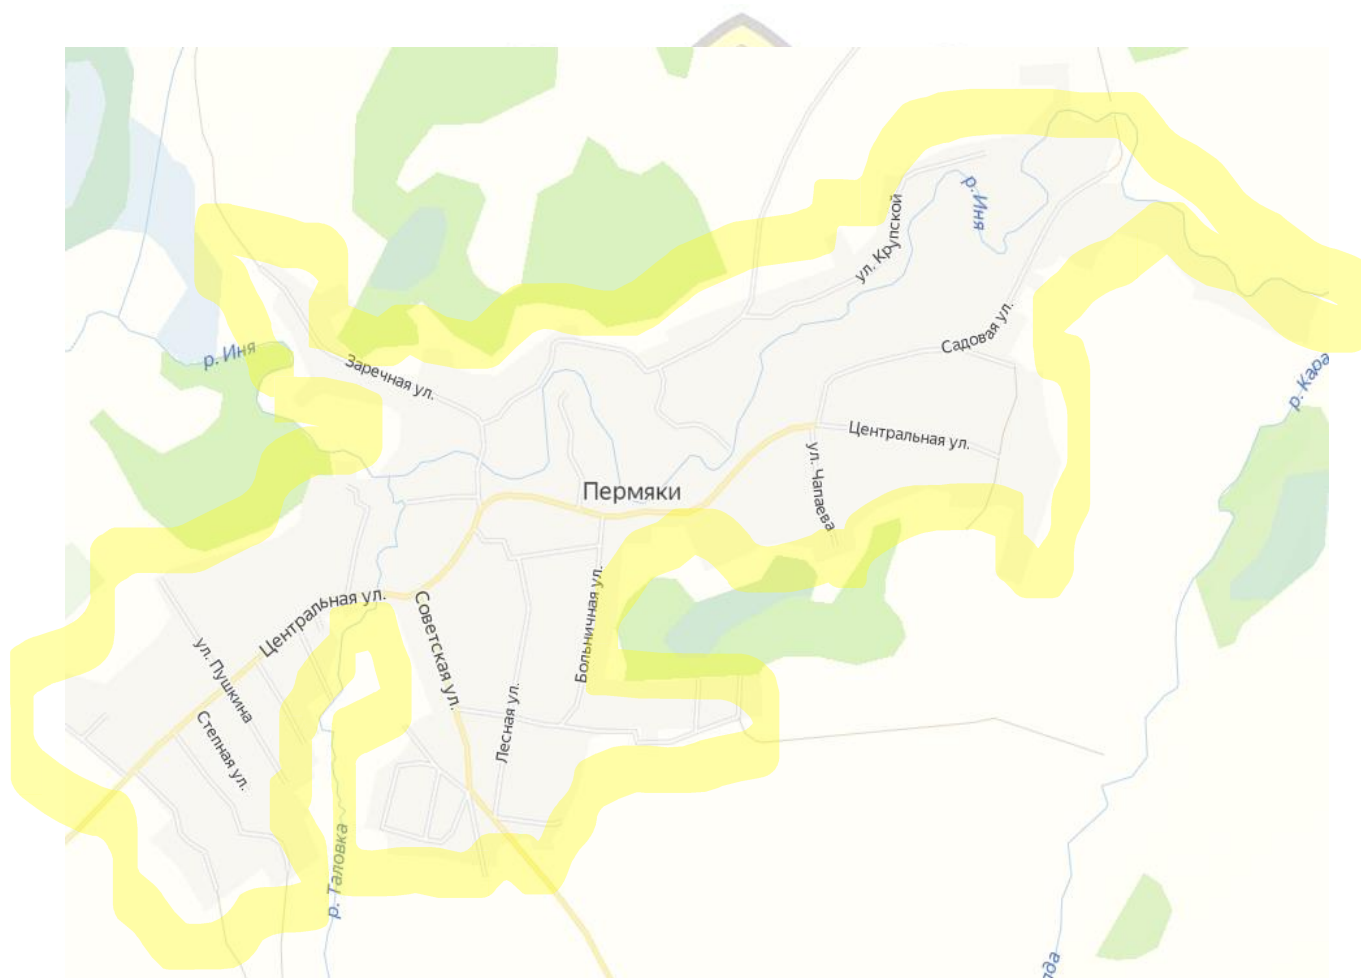 р. Иня
ул. Крупской
р. Иня
Заречная ул.
Садовая ул.
р. Кара
Центральная ул.
ул. Чапаева
Пермяки
Центральная ул.
Советская ул.
Больничная ул.
ул. Пушкина
Степная ул.
Лесная ул.
р. Таловка
лда